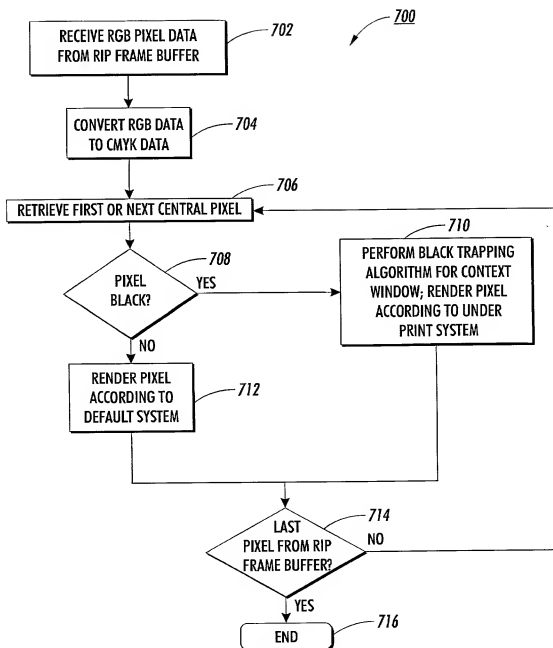 700
RECEIVE RGB PIXEL DATA
FROM RIP FRAME BUFFER
702
CONVERT RGB DATA
TO CMYK DATA
704
706
RETRIEVE FIRST OR NEXT CENTRAL PIXEL
708
PIXEL
BLACK?
YES
NO
710
PERFORM BLACK TRAPPING
ALGORITHM FOR CONTEXT
WINDOW; RENDER PIXEL
ACCORDING TO UNDER
PRINT SYSTEM
RENDER PIXEL
ACCORDING TO
DEFAULT SYSTEM
712
714
LAST
PIXEL FROM RIP
FRAME BUFFER?
NO
YES
END
716